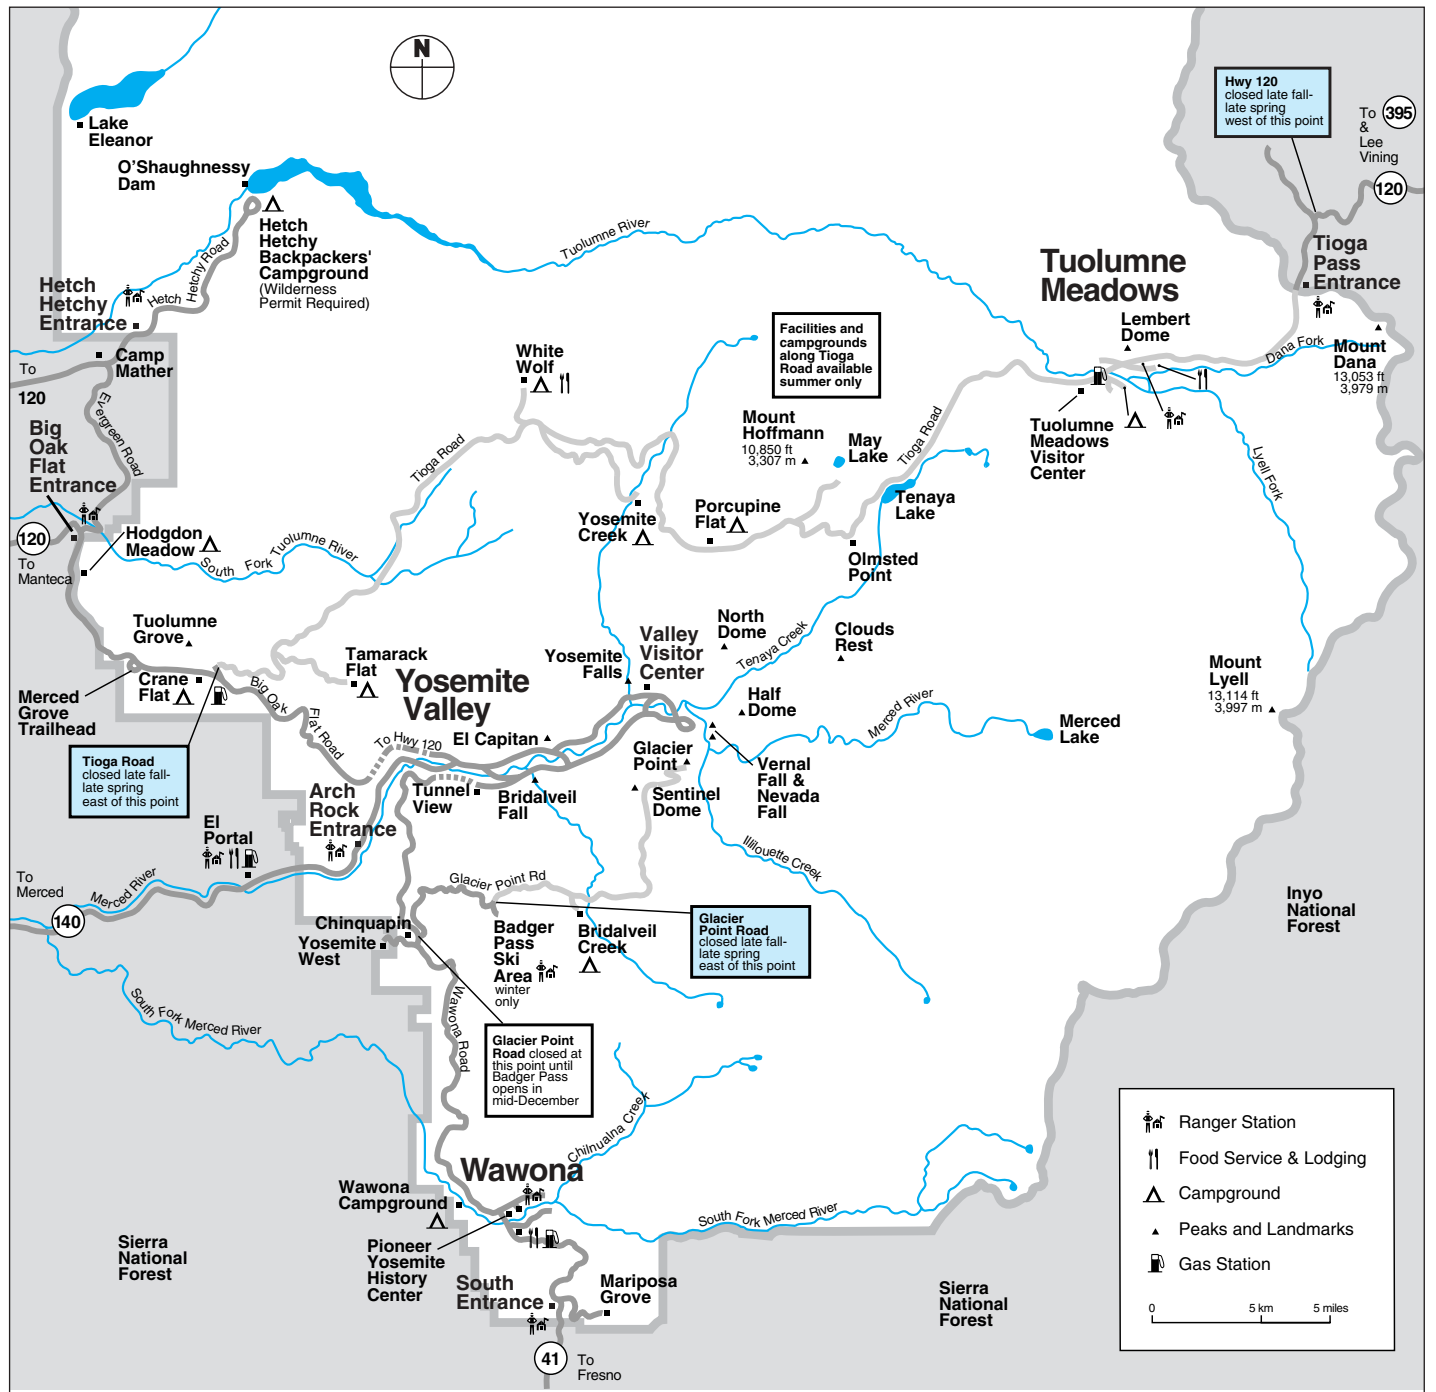 N
Lake
Eleanor
O'Shaughnessy
Dam
Hetch
Hetchy
Backpackers'
Campground
(Wilderness
Permit Required)
Hetch Hetchy Road
Hetch
Hetchy
Entrance
Camp
Mather
To
120
Evergreen Road
Big
Oak
Flat
Entrance
120
To
Manteca
Hodgdon
Meadow
South Fork Tuolumne River
Tuolumne River
Hwy 120
closed late fall-
late spring
west of this point
To
&
Lee
Vining
395
120
Tioga
Pass
Entrance
Tuolumne
Meadows
Lembert
Dome
Dana Fork
Mount
Dana
13,053 ft
3,979 m
Facilities and
campgrounds
along Tioga
Road available
summer only
White
Wolf
Tioga Road
Mount
Hoffmann
10,850 ft
3,307 m
May
Lake
Tioga Road
Tuolumne
Meadows
Visitor
Center
Lyell Fork
Tenaya
Lake
Yosemite
Creek
Porcupine
Flat
Olmsted
Point
Tuolumne
Grove
Crane
Flat
Merced
Grove
Trailhead
Tioga Road
closed late fall-
late spring
east of this point
Big Oak Flat Road
Tamarack
Flat
Yosemite
Valley
To Hwy 120
El Capitan
Yosemite
Falls
Valley
Visitor
Center
North
Dome
Tenaya Creek
Clouds
Rest
Half
Dome
Merced River
Merced
Lake
Mount
Lyell
13,114 ft
3,997 m
Glacier
Point
Sentinel
Dome
Vernal
Fall &
Nevada
Fall
Illilouette Creek
Tunnel
View
Bridalveil
Fall
Arch
Rock
Entrance
El
Portal
To
Merced
Merced River
140
Glacier Point Rd
Chinquapin
Yosemite
West
Badger
Pass
Ski
Area
winter
only
Bridalveil
Creek
Glacier
Point Road
closed late fall-
late spring
east of this point
Inyo
National
Forest
South Fork Merced River
Wawona Road
Glacier Point
Road closed at
this point until
Badger Pass
opens in
mid-December
Chilnualna Creek
Wawona
Wawona
Campground
Pioneer
Yosemite
History
Center
South Fork Merced River
South
Entrance
Mariposa
Grove
Sierra
National
Forest
Sierra
National
Forest
41
To
Fresno
Ranger Station
Food Service & Lodging
Campground
Peaks and Landmarks
Gas Station
0
5 km
5 miles